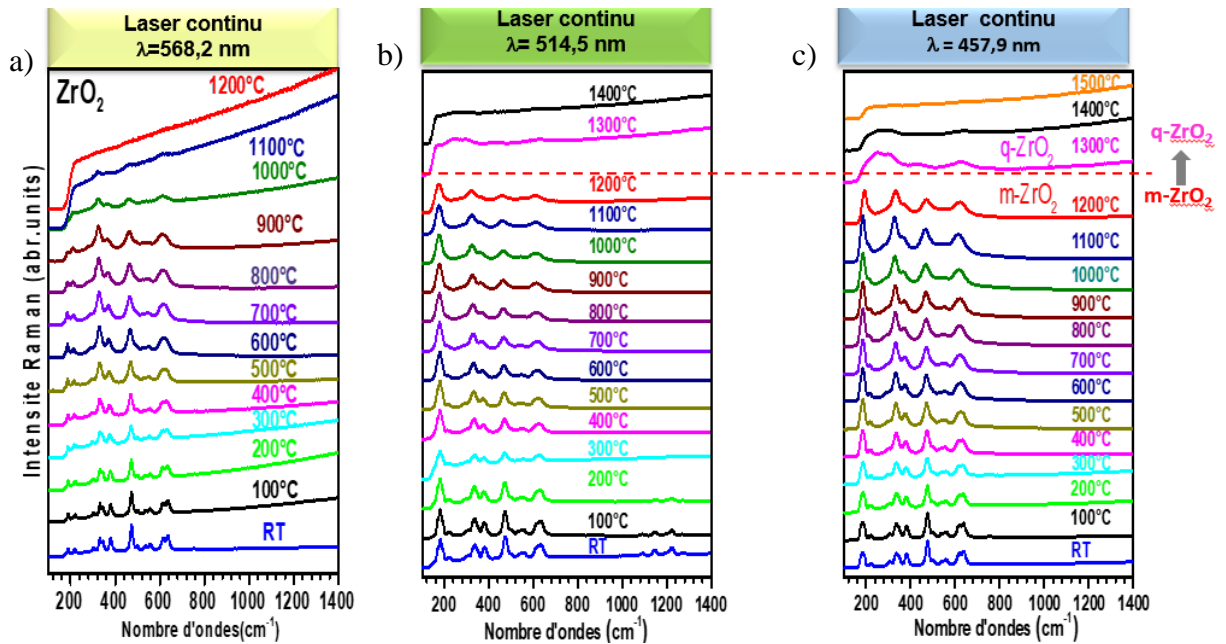 Laser continu
λ=568,2 nm
Laser continu
λ= 514,5 nm
Laser continu
λ = 457,9 nm
a)
b)
c)
Intensite Raman (abr.units)
ZrO2
1200°C
1100°C
1000°C
900°C
800°C
700°C
600°C
500°C
400°C
300°C
200°C
100°C
RT
200 400 600 800 1000 1200 1400
Nombre d'ondes(cm-1)
1400°C
1300°C
1200°C
1100°C
1000°C
900°C
800°C
700°C
600°C
500°C
400°C
300°C
200°C
100°C
RT
200 400 600 800 1000 1200 1400
Nombre d'ondes (cm-1)
1500°C
1400°C
q-ZrO2 1300°C
m-ZrO2 1200°C
1100°C
1000°C
900°C
800°C
700°C
600°C
500°C
400°C
300°C
200°C
100°C
RT
200 400 600 800 1000 1200 1400
Nombre d'ondes (cm-1)
q-ZrO2
m-ZrO2